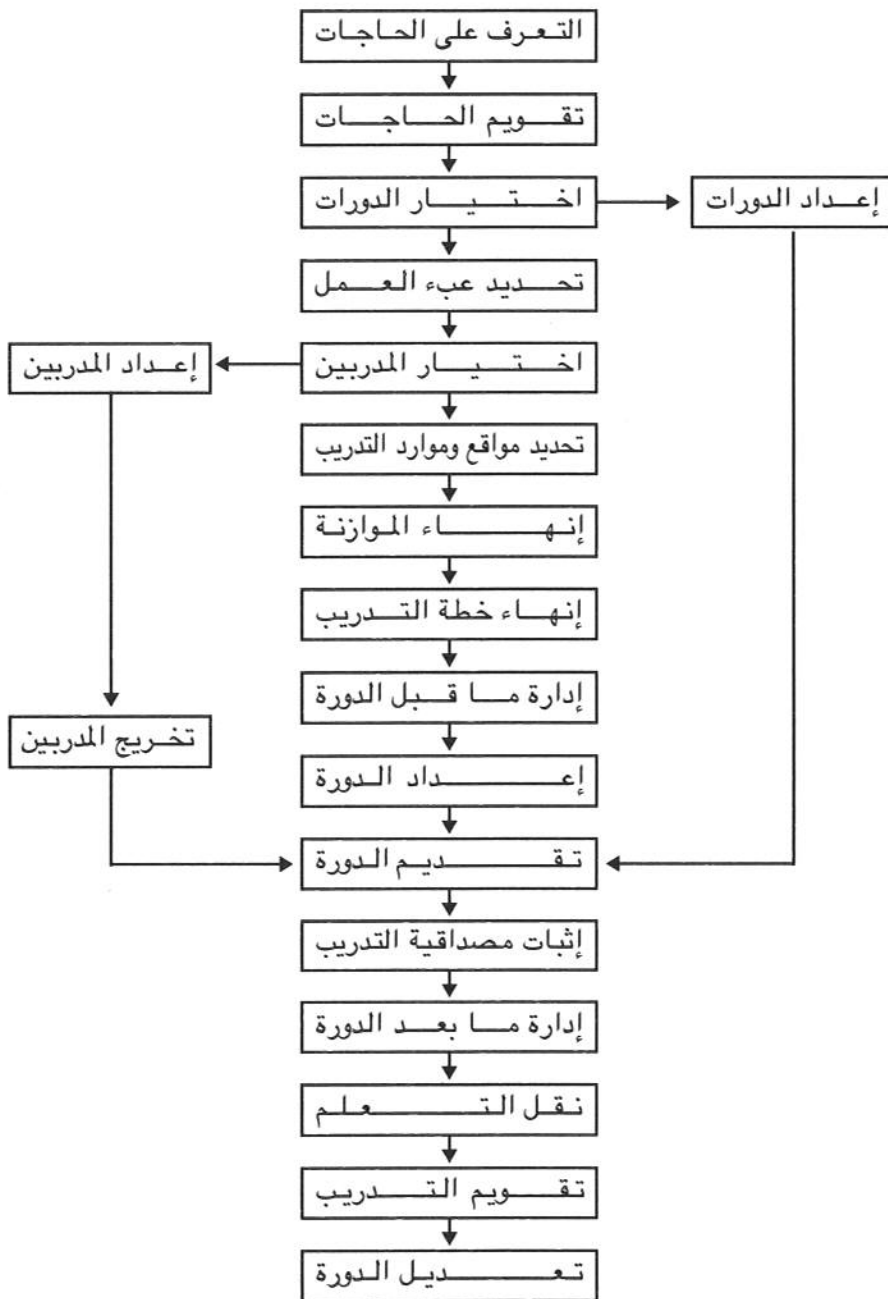 التعرف على الحاجات
تقويم الحاجات
اختيار الدورات
إعداد الدورات
تحديد عبء العمل
اختيار المدربين
إعداد المدربين
تحديد مواقع وموارد التدريب
إنهاء الموازنة
إنهاء خطة التدريب
إدارة ما قبل الدورة
تخريج المدربين
إعداد الدورة
تقديم الدورة
إثبات مصداقية التدريب
إدارة ما بعد الدورة
نقل التعلم
تقويم التدريب
تعديل الدورة